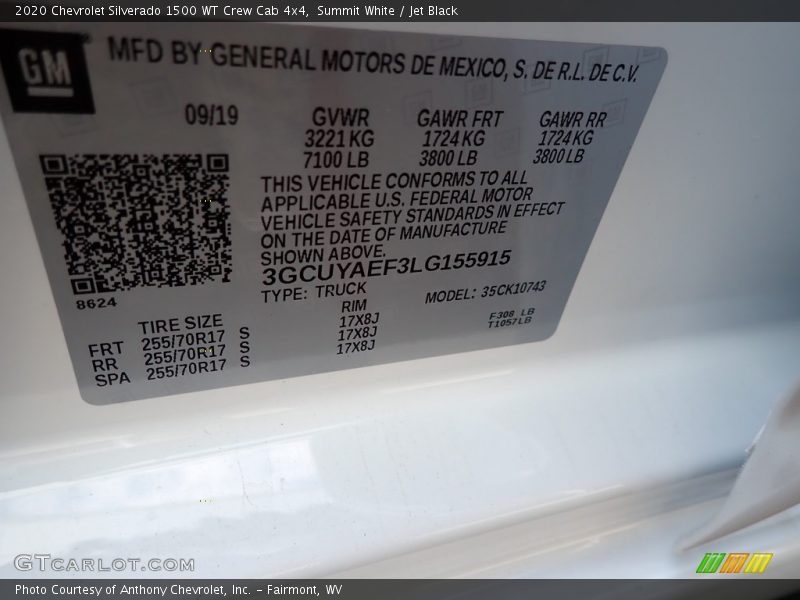 2020 Chevrolet Silverado 1500 WT Crew Cab 4x4, Summit White / Jet Black
GM
MFD BY GENERAL MOTORS DE MEXICO, S. DE R.L. DE C.V.
09/19 GVWR GAWR FRT GAWR RR
3221 KG 1724 KG 1724 KG
7100 LB 3800 LB 3800 LB
THIS VEHICLE CONFORMS TO ALL
APPLICABLE U.S. FEDERAL MOTOR
VEHICLE SAFETY STANDARDS IN EFFECT
ON THE DATE OF MANUFACTURE
SHOWN ABOVE.
3GCUYAEF3LG155915
8624 TYPE: TRUCK MODEL: 35CK10743
TIRE SIZE RIM F308 LB
T1057LB
FRT 255/70R17 S 17X8J
RR 255/70R17 S 17X8J
SPA 255/70R17 S 17X8J
GTCARLOT.COM
Photo Courtesy of Anthony Chevrolet, Inc. – Fairmont, WV